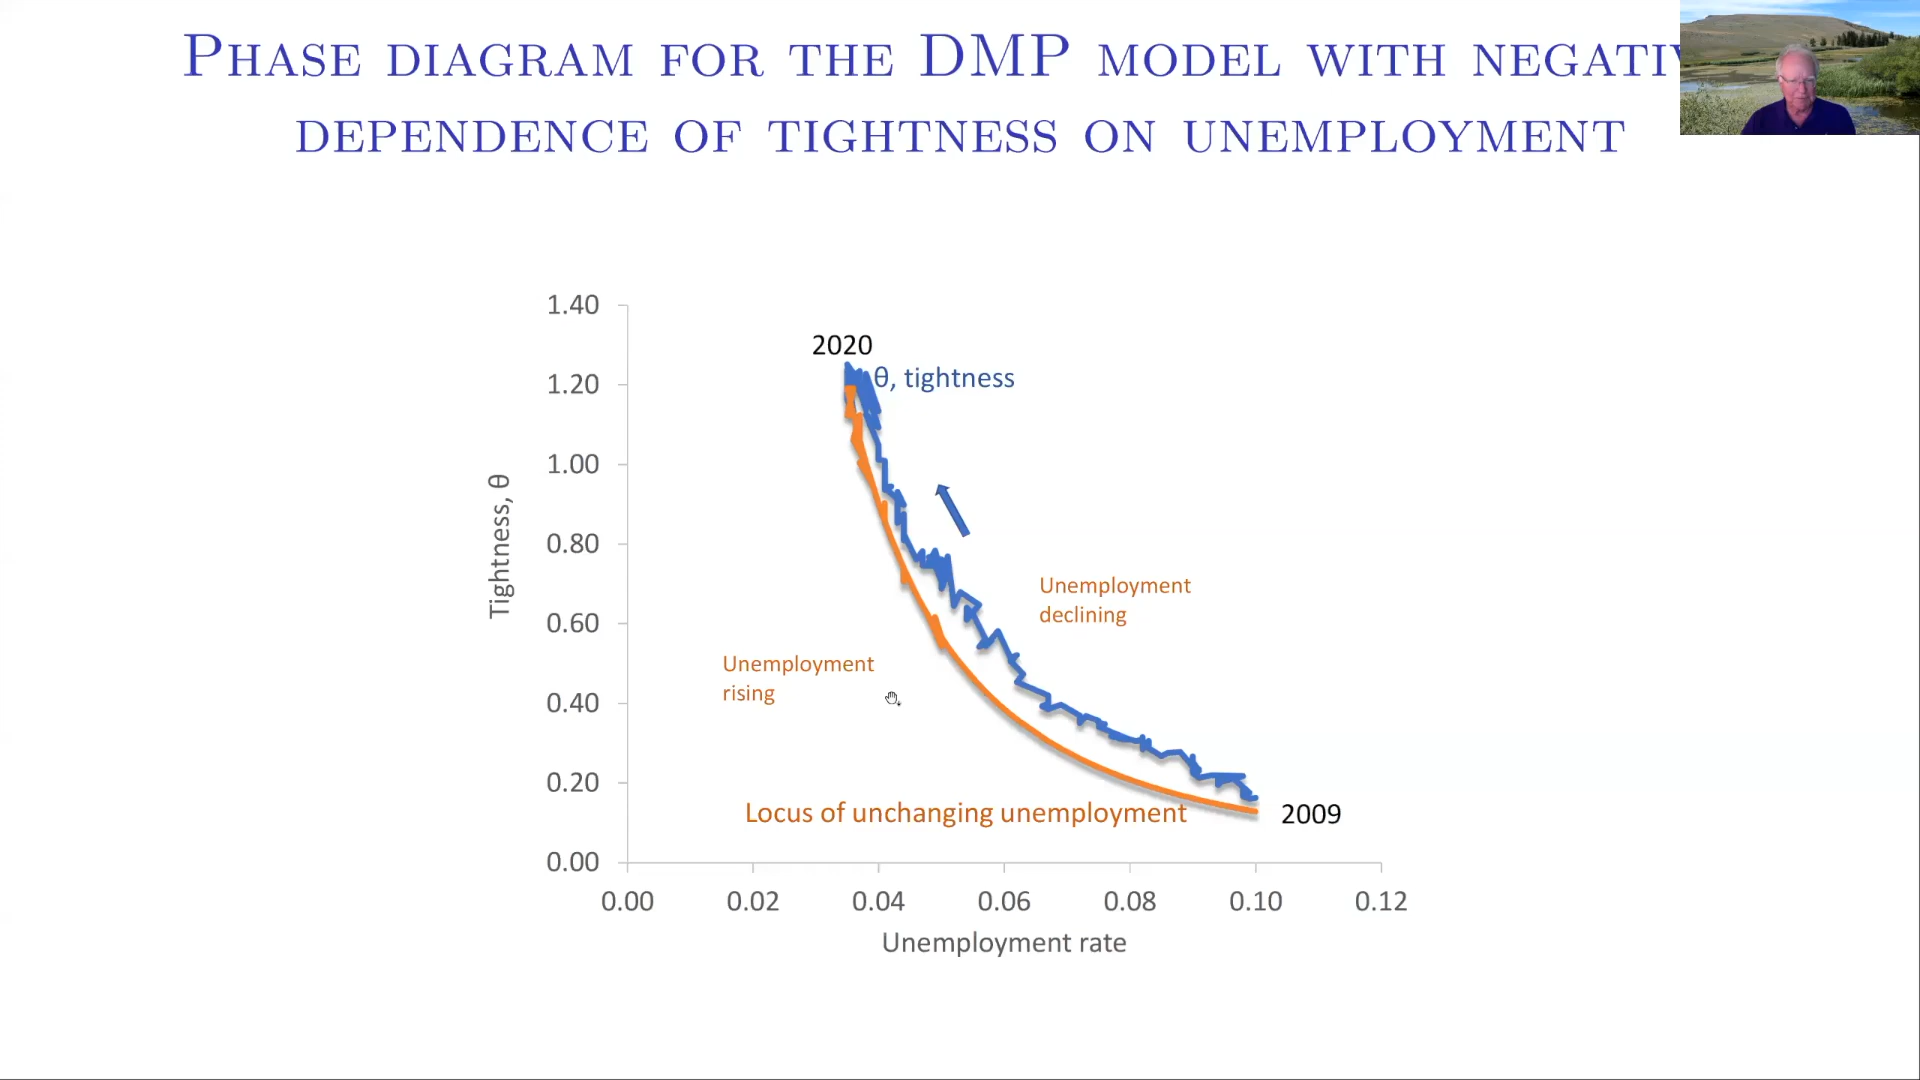 PHASE DIAGRAM FOR THE DMP MODEL WITH NEGATIV
DEPENDENCE OF TIGHTNESS ON UNEMPLOYMENT
1.40
1.20
1.00
0.80
0.60
0.40
0.20
0.00
Tightness, θ
2020
θ, tightness
Unemployment
declining
Unemployment
rising
Locus of unchanging unemployment
2009
0.00 0.02 0.04 0.06 0.08 0.10 0.12
Unemployment rate